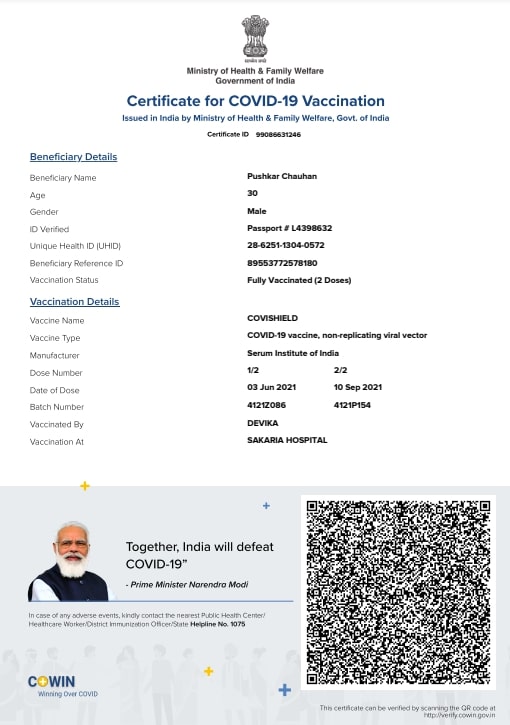 सत्यमेव जयते
Ministry of Health & Family Welfare
Government of India
Certificate for COVID-19 Vaccination
Issued in India by Ministry of Health & Family Welfare, Govt. of India
Certificate ID 99086631246
Beneficiary Details
Beneficiary Name Pushkar Chauhan
Age 30
Gender Male
ID Verified Passport # L4398632
Unique Health ID (UHID) 28-6251-1304-0572
Beneficiary Reference ID 89553772578180
Vaccination Status Fully Vaccinated (2 Doses)
Vaccination Details
Vaccine Name COVISHIELD
Vaccine Type COVID-19 vaccine, non-replicating viral vector
Manufacturer Serum Institute of India
Dose Number 1/2 2/2
Date of Dose 03 Jun 2021 10 Sep 2021
Batch Number 4121Z086 4121P154
Vaccinated By DEVIKA
Vaccination At SAKARIA HOSPITAL
Together, India will defeat
COVID-19”
- Prime Minister Narendra Modi
In case of any adverse events, kindly contact the nearest Public Health Center/
Healthcare Worker/District Immunization Officer/State Helpline No. 1075
COWIN
Winning Over COVID
This certificate can be verified by scanning the QR code at
http://verify.cowin.gov.in